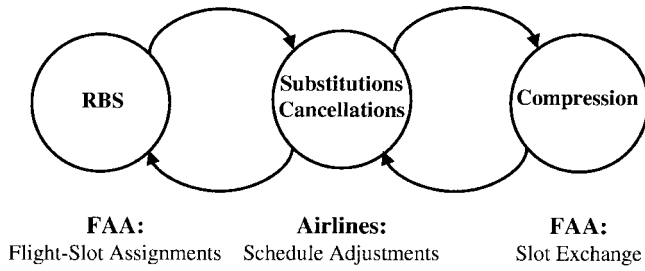 RBS
Substitutions
Cancellations
Compression
FAA:
Flight-Slot Assignments
Airlines:
Schedule Adjustments
FAA:
Slot Exchange